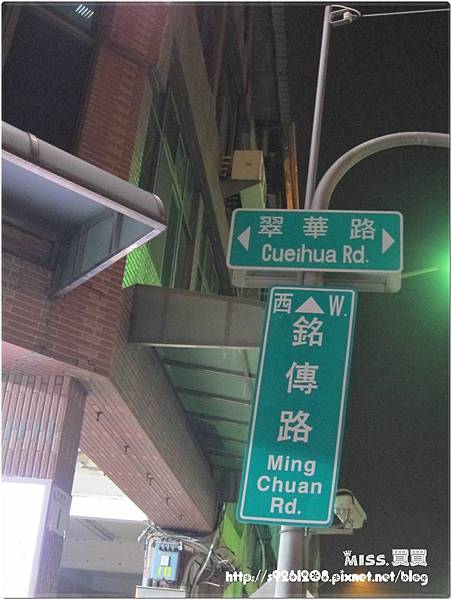 翠華路
Cueihua Rd.
西 W.
銘傳路
Ming
Chuan
Rd.
MISS.買買
http://s9261208.pixnet.net/blog